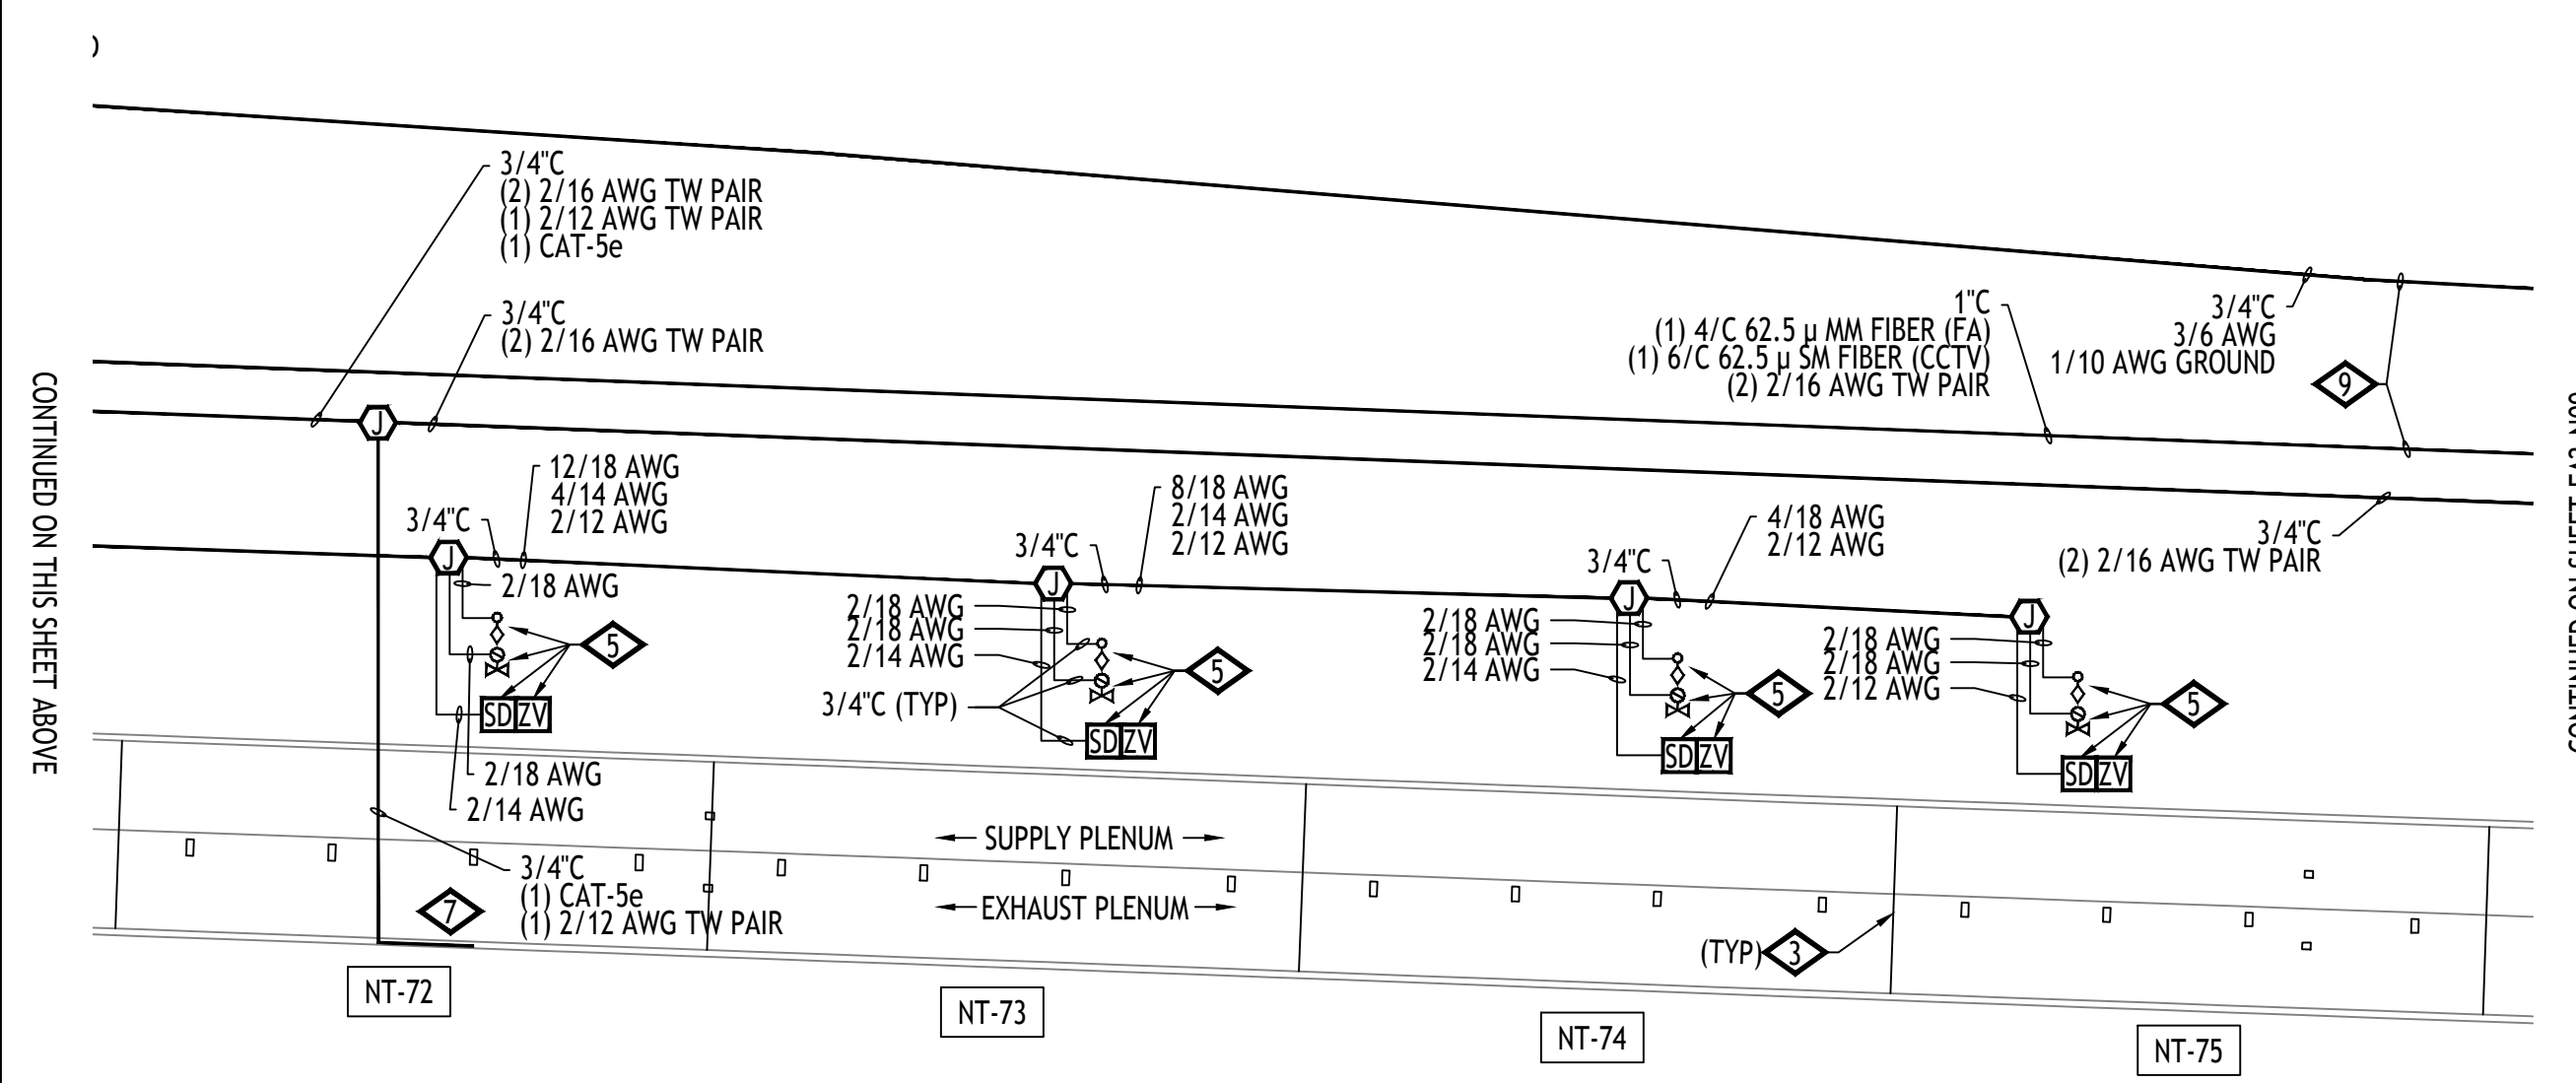 3/4"C
(2) 2/16 AWG TW PAIR
(1) 2/12 AWG TW PAIR
(1) CAT-5e
3/4"C
(2) 2/16 AWG TW PAIR
1"C
(1) 4/C 62.5 µ MM FIBER (FA)
(1) 6/C 62.5 µ SM FIBER (CCTV)
(2) 2/16 AWG TW PAIR
3/4"C
3/6 AWG
1/10 AWG GROUND
9
CONTINUED ON THIS SHEET ABOVE
J
12/18 AWG
4/14 AWG
2/12 AWG
3/4"C
J
2/18 AWG
5
SD ZV
2/18 AWG
2/14 AWG
8/18 AWG
2/14 AWG
2/12 AWG
3/4"C
J
2/18 AWG
2/18 AWG
2/14 AWG
3/4"C (TYP)
5
SD ZV
4/18 AWG
2/12 AWG
3/4"C
J
2/18 AWG
2/18 AWG
2/14 AWG
5
SD ZV
3/4"C
(2) 2/16 AWG TW PAIR
J
2/18 AWG
2/18 AWG
2/12 AWG
5
SD ZV
3/4"C
(1) CAT-5e
(1) 2/12 AWG TW PAIR
7
SUPPLY PLENUM
EXHAUST PLENUM
(TYP) 3
NT-72
NT-73
NT-74
NT-75